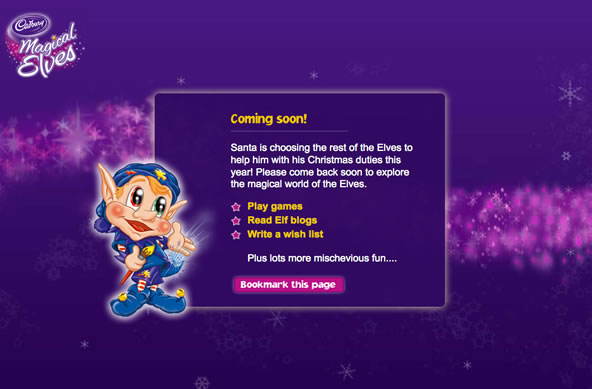 Cadbury
Magical
Elves
Coming soon!
Santa is choosing the rest of the Elves to
help him with his Christmas duties this
year! Please come back soon to explore
the magical world of the Elves.
Play games
Read Elf blogs
Write a wish list
Plus lots more mischevious fun....
Bookmark this page